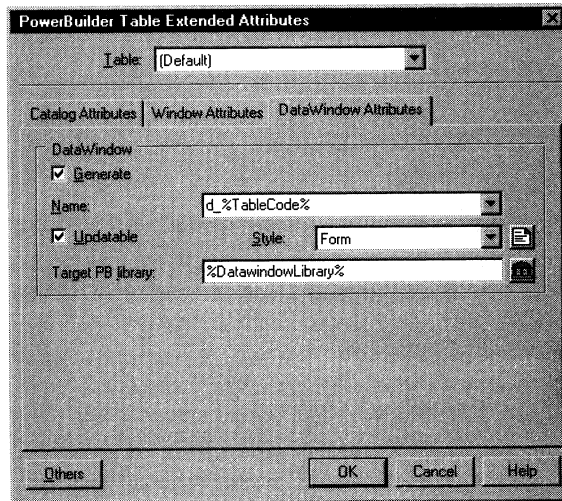 PowerBuilder Table Extended Attributes
Table: (Default)
Catalog Attributes Window Attributes DataWindow Attributes
DataWindow
Generate
Name: d_%TableCode%
Updatable Style: Form
Target PB library: %DatawindowLibrary%
Others OK Cancel Help